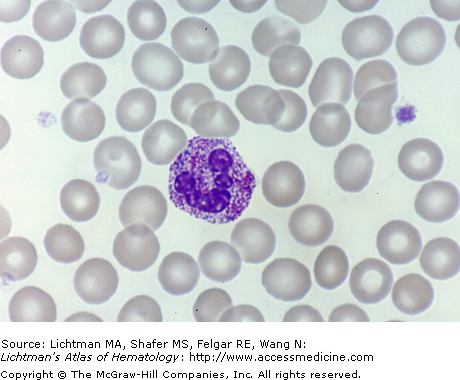 Source: Lichtman MA, Shafer MS, Felgar RE, Wang N:
Lichtman's Atlas of Hematology: http://www.accessmedicine.com
Copyright © The McGraw-Hill Companies, Inc. All rights reserved.